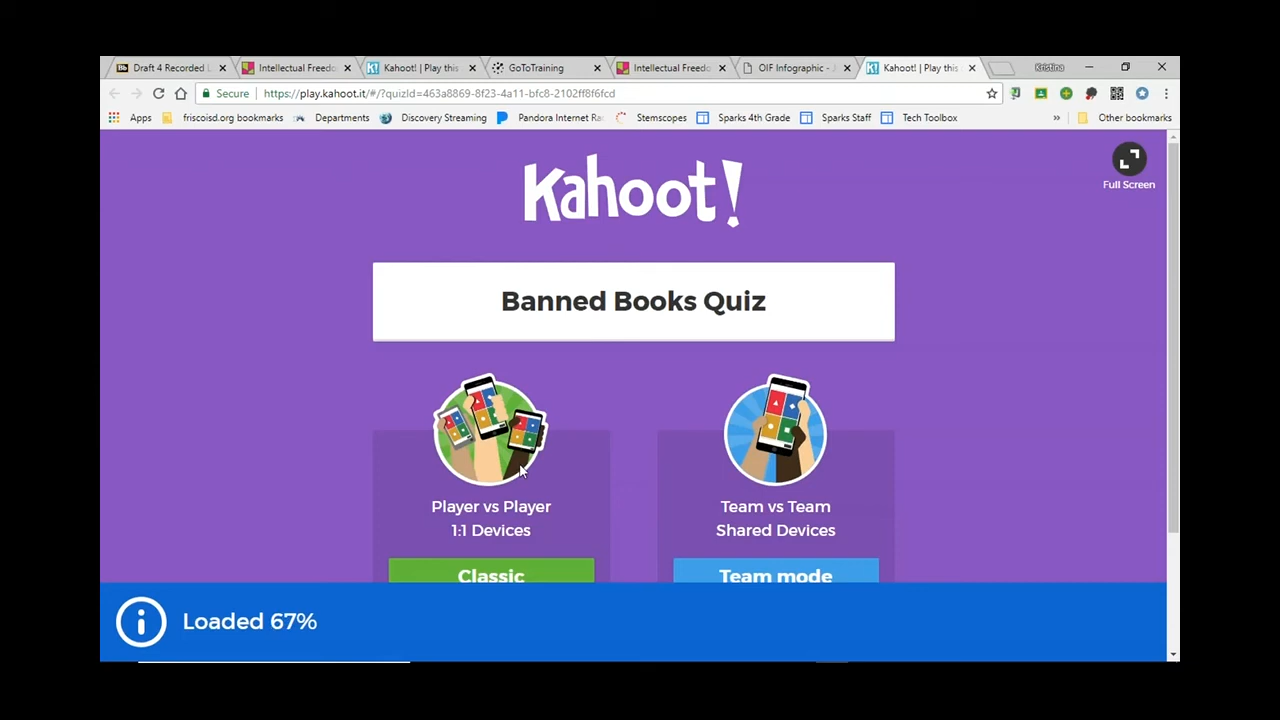 Draft 4 Recorded
Intellectual Freedo
Kahoot! | Play this
GoToTraining
Intellectual Freedo
OIF Infographic -
Kahoot! | Play this
Kristina
Secure
https://play.kahoot.it/#/?quizId=463a8869-8f23-4a11-bfc8-2102ff8f6fcd
Apps
friscoisd.org bookmarks
Departments
Discovery Streaming
Pandora Internet Ra
Stemscopes
Sparks 4th Grade
Sparks Staff
Tech Toolbox
»
Other bookmarks
Kahoot!
Full Screen
Banned Books Quiz
Player vs Player
1:1 Devices
Classic
Team vs Team
Shared Devices
Team mode
Loaded 67%